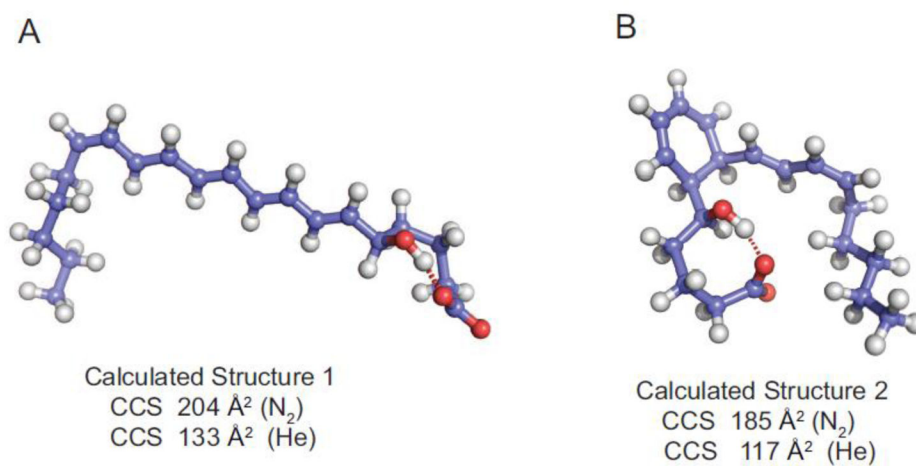 A
B
Calculated Structure 1
CCS 204 Å² (N₂)
CCS 133 Å² (He)
Calculated Structure 2
CCS 185 Å² (N₂)
CCS 117 Å² (He)